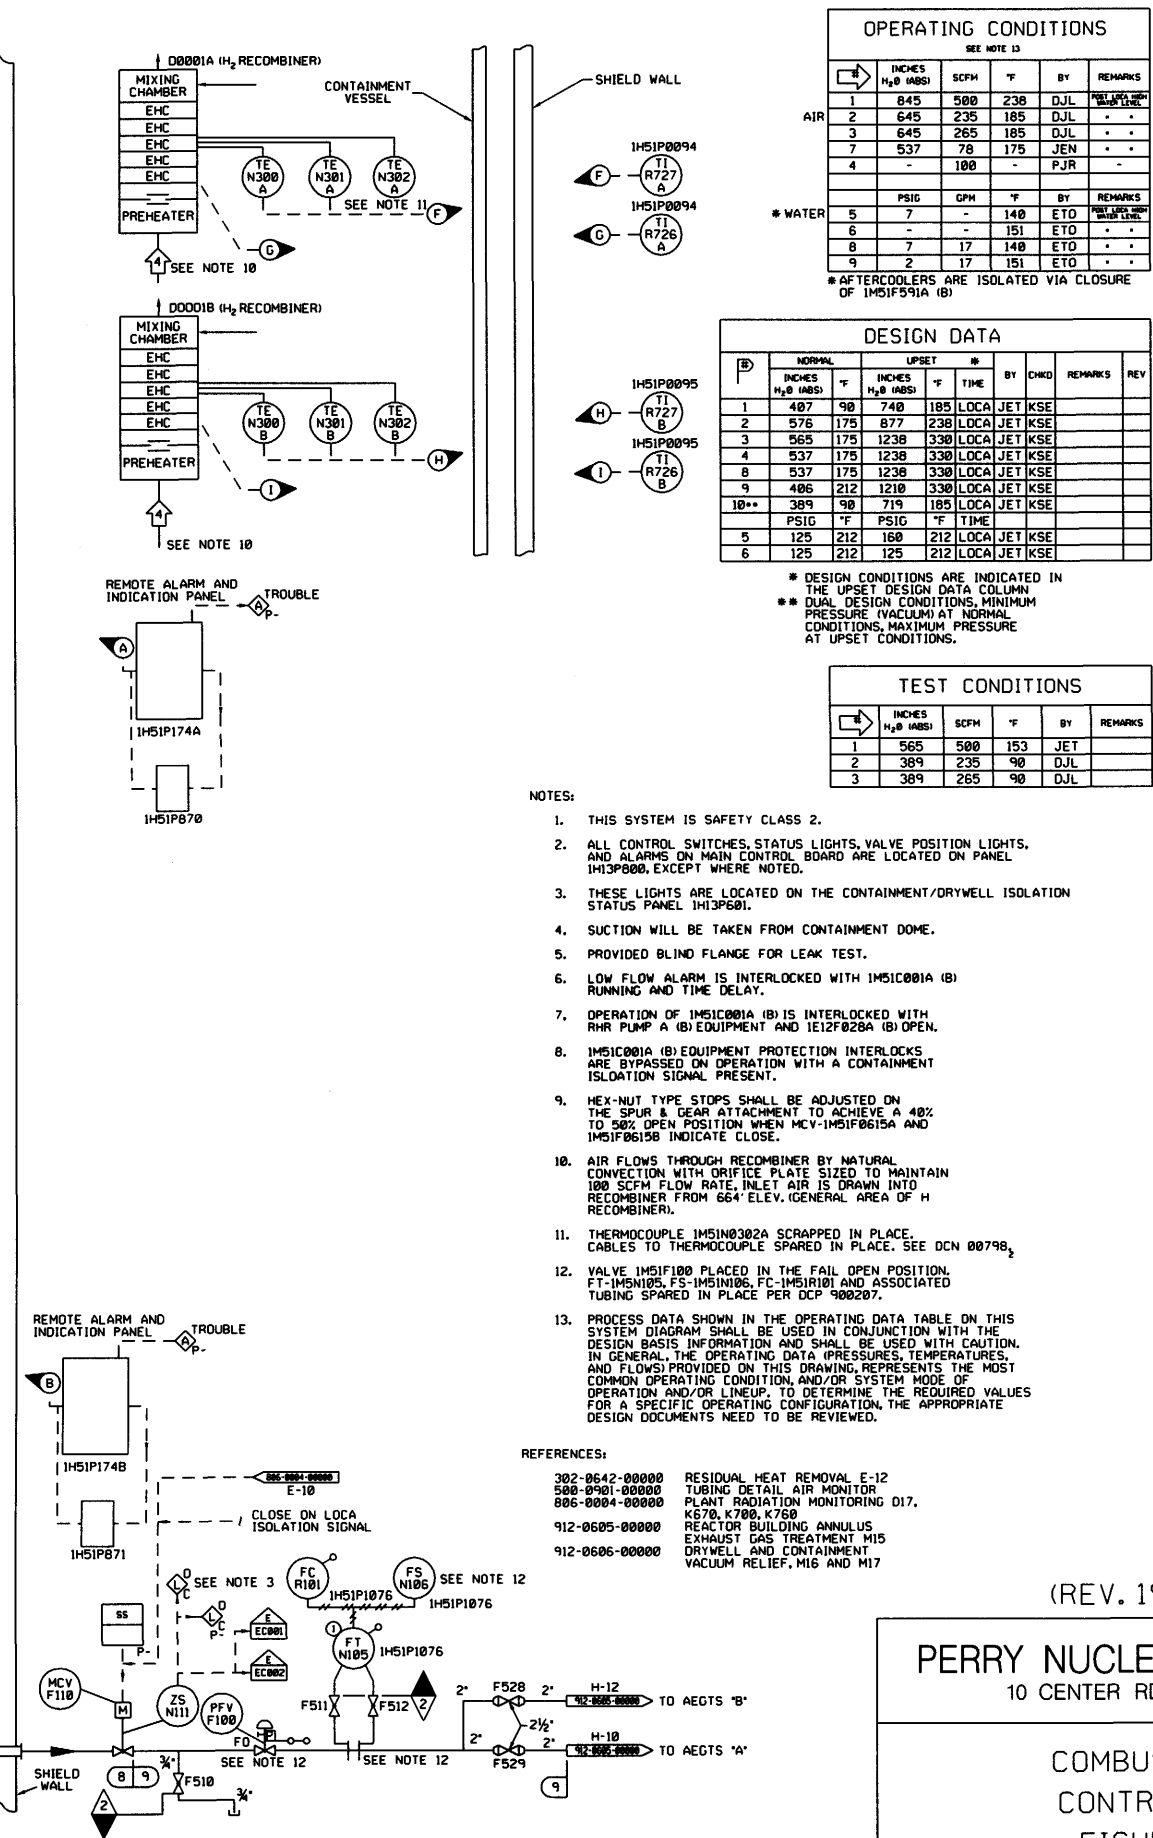 D0001A (H2 RECOMBINER)
MIXING
CHAMBER
EHC
EHC
EHC
EHC
EHC
PREHEATER
4
SEE NOTE 10
TE
N300
A
TE
N301
A
TE
N302
A
SEE NOTE 11
F
G
CONTAINMENT
VESSEL
SHIELD WALL
1H51P0094
F
TI
R727
A
1H51P0094
G
TI
R726
A
D0001B (H2 RECOMBINER)
MIXING
CHAMBER
EHC
EHC
EHC
EHC
EHC
PREHEATER
4
SEE NOTE 10
TE
N300
B
TE
N301
B
TE
N302
B
H
I
1H51P0095
H
TI
R727
B
1H51P0095
I
TI
R726
B
OPERATING CONDITIONS
SEE NOTE 13
# INCHES H2O (ABS) SCFM °F BY REMARKS
AIR
1 845 500 238 DJL POST LOCA HIGH WATER LEVEL
2 645 235 185 DJL " "
3 645 265 185 DJL " "
7 537 78 175 JEN " "
4 - 100 - PJR -
PSIG GPM °F BY REMARKS
* WATER
5 7 - 140 ETO POST LOCA HIGH WATER LEVEL
6 - - 151 ETO " "
8 7 17 140 ETO " "
9 2 17 151 ETO " "
* AFTERCOOLERS ARE ISOLATED VIA CLOSURE
OF 1M51F591A (B)
DESIGN DATA
# NORMAL UPSET * BY CHKD REMARKS REV
INCHES H2O (ABS) °F INCHES H2O (ABS) °F TIME
1 407 90 740 185 LOCA JET KSE
2 576 175 877 238 LOCA JET KSE
3 565 175 1238 330 LOCA JET KSE
4 537 175 1238 330 LOCA JET KSE
8 537 175 1238 330 LOCA JET KSE
9 406 212 1210 330 LOCA JET KSE
10** 389 90 719 185 LOCA JET KSE
PSIG °F PSIG °F TIME
5 125 212 160 212 LOCA JET KSE
6 125 212 125 212 LOCA JET KSE
* DESIGN CONDITIONS ARE INDICATED IN
THE UPSET DESIGN DATA COLUMN
** DUAL DESIGN CONDITIONS, MINIMUM
PRESSURE (VACUUM) AT NORMAL
CONDITIONS, MAXIMUM PRESSURE
AT UPSET CONDITIONS.
TEST CONDITIONS
# INCHES H2O (ABS) SCFM °F BY REMARKS
1 565 500 153 JET
2 389 235 90 DJL
3 389 265 90 DJL
REMOTE ALARM AND
INDICATION PANEL
A
TROUBLE
P-
A
1H51P174A
1H51P870
NOTES:
1. THIS SYSTEM IS SAFETY CLASS 2.
2. ALL CONTROL SWITCHES, STATUS LIGHTS, VALVE POSITION LIGHTS,
AND ALARMS ON MAIN CONTROL BOARD ARE LOCATED ON PANEL
1H13P800, EXCEPT WHERE NOTED.
3. THESE LIGHTS ARE LOCATED ON THE CONTAINMENT/DRYWELL ISOLATION
STATUS PANEL 1H13P601.
4. SUCTION WILL BE TAKEN FROM CONTAINMENT DOME.
5. PROVIDED BLIND FLANGE FOR LEAK TEST.
6. LOW FLOW ALARM IS INTERLOCKED WITH 1M51C001A (B)
RUNNING AND TIME DELAY.
7. OPERATION OF 1M51C001A (B) IS INTERLOCKED WITH
RHR PUMP A (B) EQUIPMENT AND 1E12F028A (B) OPEN.
8. 1M51C001A (B) EQUIPMENT PROTECTION INTERLOCKS
ARE BYPASSED ON OPERATION WITH A CONTAINMENT
ISLOATION SIGNAL PRESENT.
9. HEX-NUT TYPE STOPS SHALL BE ADJUSTED ON
THE SPUR & GEAR ATTACHMENT TO ACHIEVE A 40%
TO 50% OPEN POSITION WHEN MCV-1M51F0615A AND
1M51F0615B INDICATE CLOSE.
10. AIR FLOWS THROUGH RECOMBINER BY NATURAL
CONVECTION WITH ORIFICE PLATE SIZED TO MAINTAIN
100 SCFM FLOW RATE. INLET AIR IS DRAWN INTO
RECOMBINER FROM 664' ELEV. (GENERAL AREA OF H
RECOMBINER).
11. THERMOCOUPLE 1M51N0302A SCRAPPED IN PLACE.
CABLES TO THERMOCOUPLE SPARED IN PLACE. SEE DCN 00798.
12. VALVE 1M51F100 PLACED IN THE FAIL OPEN POSITION.
FT-1M5N105, FS-1M51N106, FC-1M51R101 AND ASSOCIATED
TUBING SPARED IN PLACE PER DCP 900207.
13. PROCESS DATA SHOWN IN THE OPERATING DATA TABLE ON THIS
SYSTEM DIAGRAM SHALL BE USED IN CONJUNCTION WITH THE
DESIGN BASIS INFORMATION AND SHALL BE USED WITH CAUTION.
IN GENERAL, THE OPERATING DATA (PRESSURES, TEMPERATURES,
AND FLOWS) PROVIDED ON THIS DRAWING, REPRESENTS THE MOST
COMMON OPERATING CONDITION, AND/OR SYSTEM MODE OF
OPERATION AND/OR LINEUP. TO DETERMINE THE REQUIRED VALUES
FOR A SPECIFIC OPERATING CONFIGURATION, THE APPROPRIATE
DESIGN DOCUMENTS NEED TO BE REVIEWED.
REFERENCES:
302-0642-00000 RESIDUAL HEAT REMOVAL E-12
500-0901-00000 TUBING DETAIL AIR MONITOR
806-0004-00000 PLANT RADIATION MONITORING D17,
K670, K700, K760
912-0605-00000 REACTOR BUILDING ANNULUS
EXHAUST GAS TREATMENT M15
912-0606-00000 DRYWELL AND CONTAINMENT
VACUUM RELIEF, M16 AND M17
REMOTE ALARM AND
INDICATION PANEL
A
TROUBLE
P-
B
1H51P174B
1H51P871
806-0004-00000
E-10
CLOSE ON LOCA
ISOLATION SIGNAL
L
O
C
SEE NOTE 3
L
O
C
P-
E
EC001
E
EC002
SS
P-
MCV
F110
M
ZS
N111
PFV
F100
FO
SEE NOTE 12
FC
R101
1H51P1076
FS
N106
SEE NOTE 12
1H51P1076
I
FT
N105
1H51P1076
F511
F512
2
SEE NOTE 12
2"
F528
2"
H-12
912-0605-00000
TO AEGTS "B"
2½"
2"
F529
2"
H-10
912-0605-00000
TO AEGTS "A"
9
SHIELD
WALL
8 9
3/4"
F510
3/4"
2
(REV. 1
PERRY NUCLE
10 CENTER RD
COMBU
CONTR
FIGU